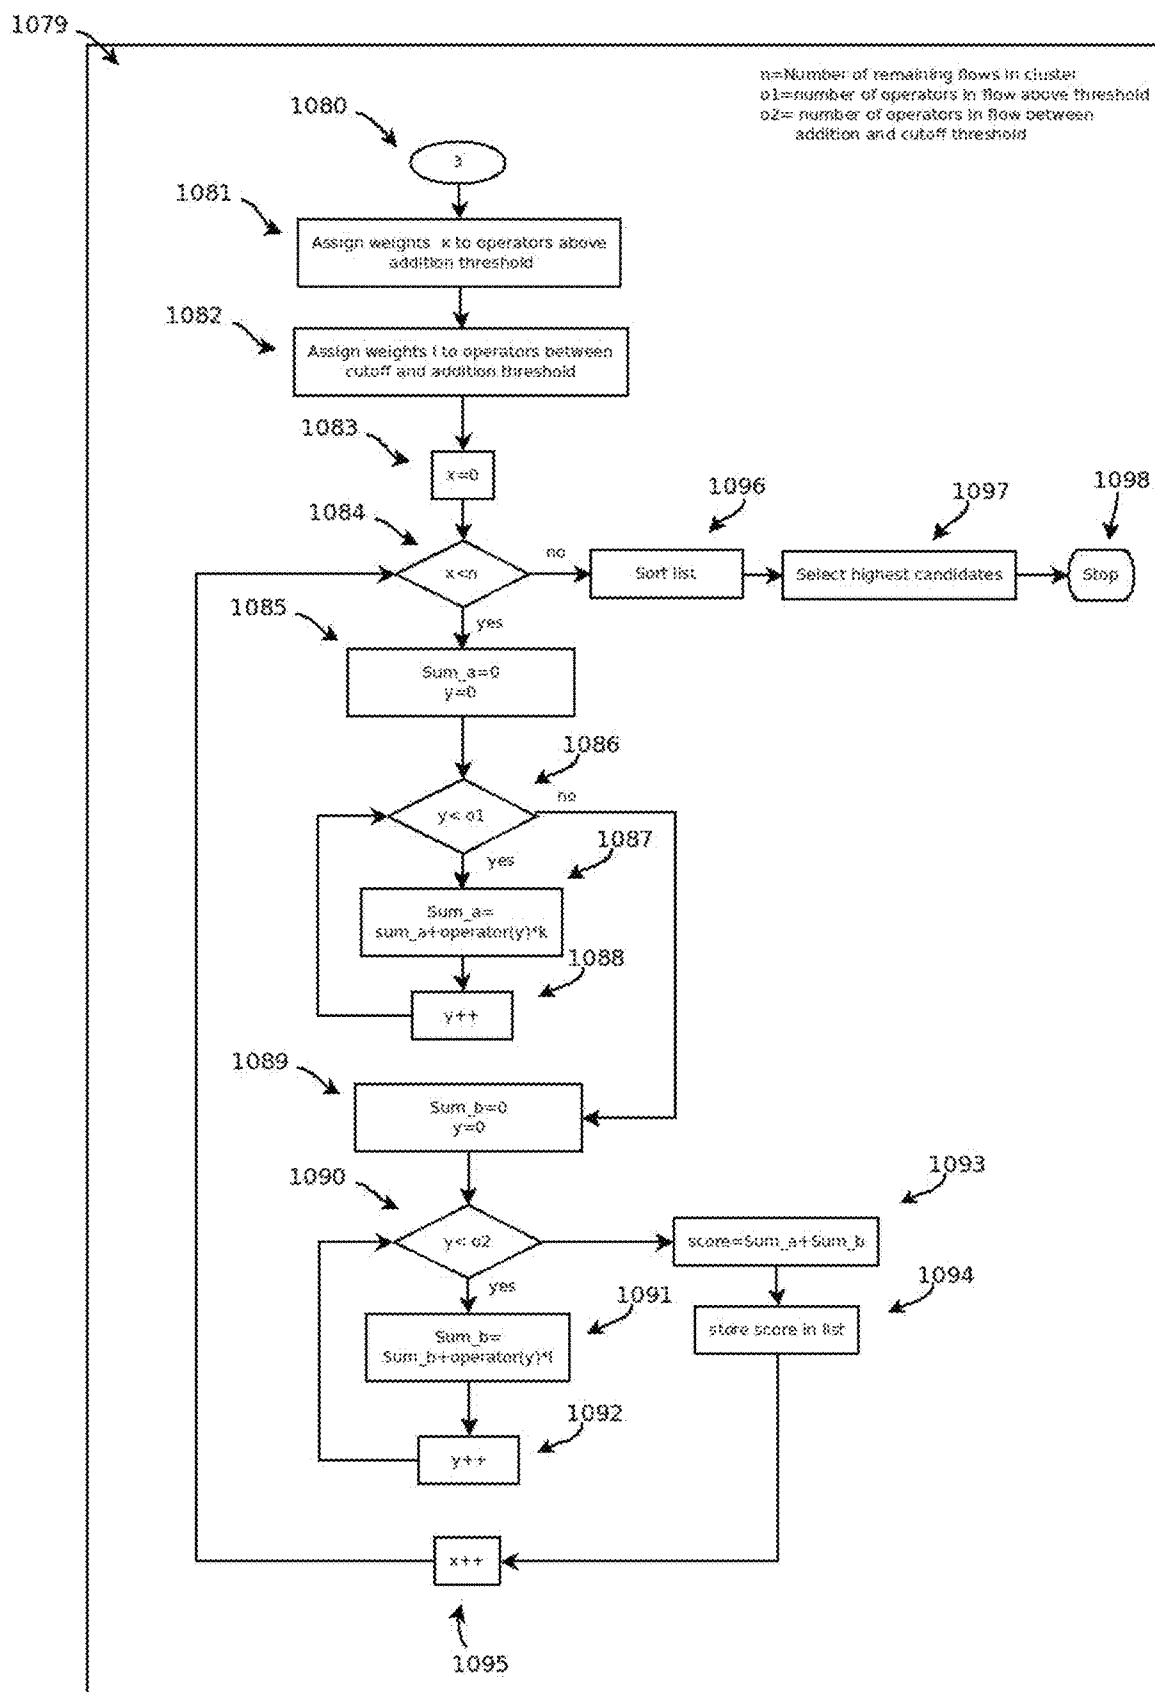 1079
n=Number of remaining flows in cluster
o1=number of operators in flow above threshold
o2= number of operators in flow between
addition and cutoff threshold
1080
3
1081
Assign weights k to operators above
addition threshold
1082
Assign weights l to operators between
cutoff and addition threshold
1083
x=0
1084
x<n
no
1096
Sort list
1097
Select highest candidates
1098
Stop
yes
1085
Sum_a=0
y=0
1086
y< o1
no
yes
1087
Sum_a=
sum_a+operator(y)*k
1088
y++
1089
Sum_b=0
y=0
1090
y< o2
1093
score=Sum_a+Sum_b
yes
1094
store score in list
1091
Sum_b=
Sum_b+operator(y)*l
1092
y++
x++
1095